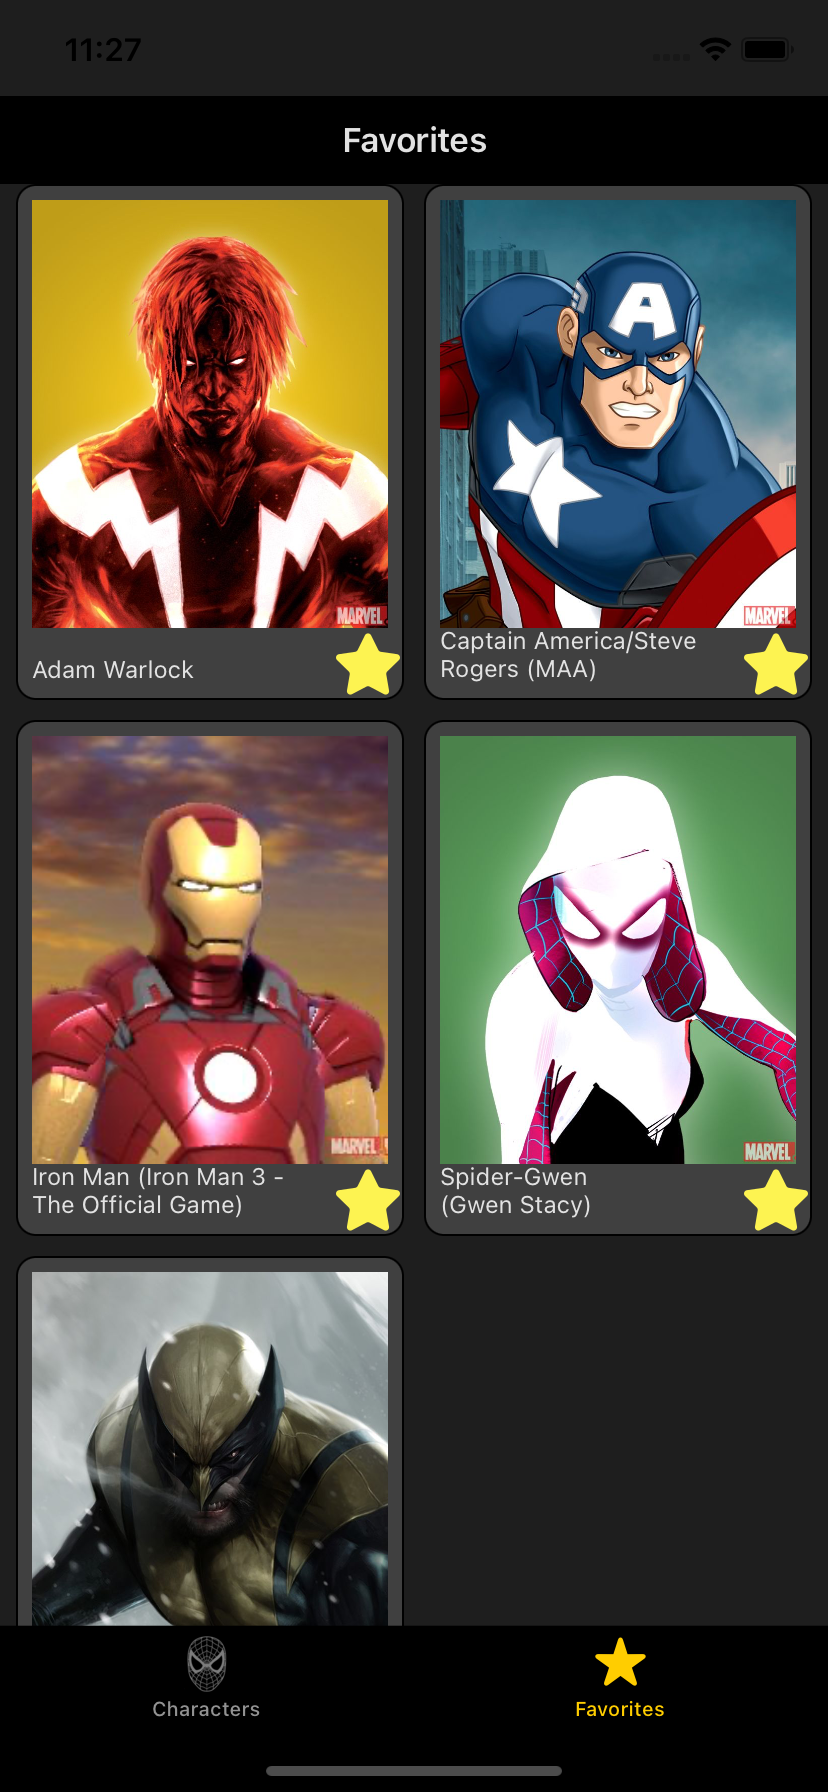 11:27
Favorites
MARVEL
MARVEL
Adam Warlock
Captain America/Steve
Rogers (MAA)
MARVEL
MARVEL
Iron Man (Iron Man 3 -
The Official Game)
Spider-Gwen
(Gwen Stacy)
Characters
Favorites